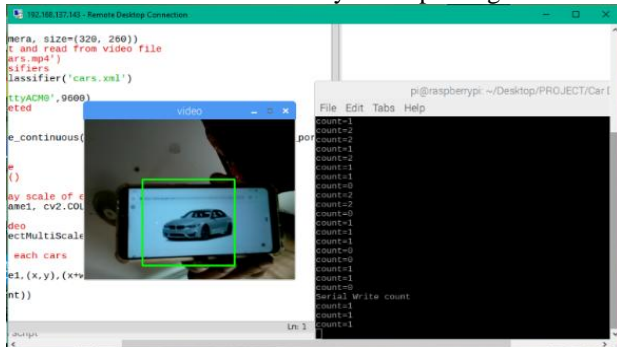 192.168.137.143 - Remote Desktop Connection
mera, size=(320, 260))
t and read from video file
ars.mp4')
sifiers
lassifier('cars.xml')
ttyACM0',9600)
eted
e_continuous(
por
e
()
ay scale of e
ame1, cv2.COL
deo
ectMultiScale
each cars
e1,(x,y),(x+w
nt))
Ln: 1
video
pi@raspberrypi: ~/Desktop/PROJECT/Car D
File Edit Tabs Help
count=1
count=2
count=2
count=1
count=2
count=1
count=1
count=0
count=2
count=2
count=0
count=1
count=1
count=1
count=0
count=0
count=1
count=1
count=0
Serial Write count
count=1
count=1
count=1